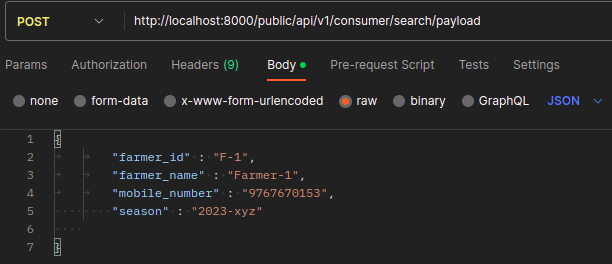 POST http://localhost:8000/public/api/v1/consumer/search/payload
Params Authorization Headers (9) Body Pre-request Script Tests Settings
none form-data x-www-form-urlencoded raw binary GraphQL JSON
1 {
2 "farmer_id" : "F-1",
3 "farmer_name" : "Farmer-1",
4 "mobile_number" : "9767670153",
5 "season" : "2023-xyz"
6
7 }